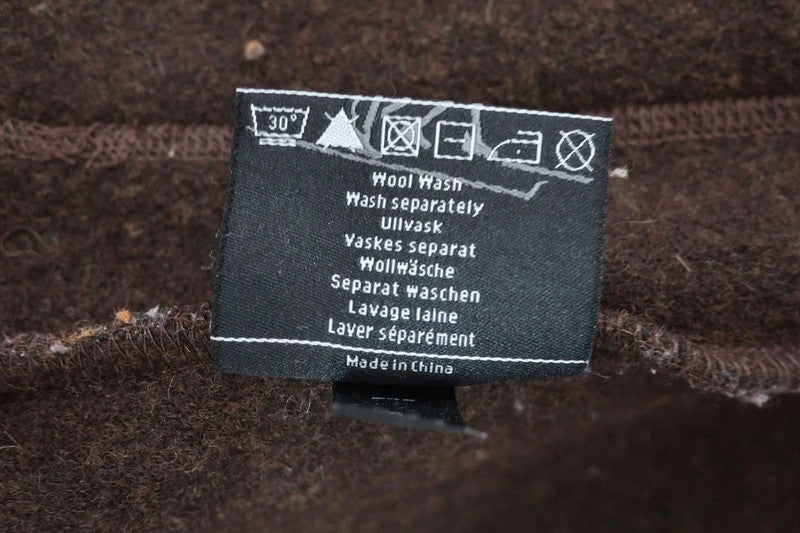 30°
Wool Wash
Wash separately
Ullvask
Vaskes separat
Wollwäsche
Separat waschen
Lavage laine
Laver séparément
Made in China